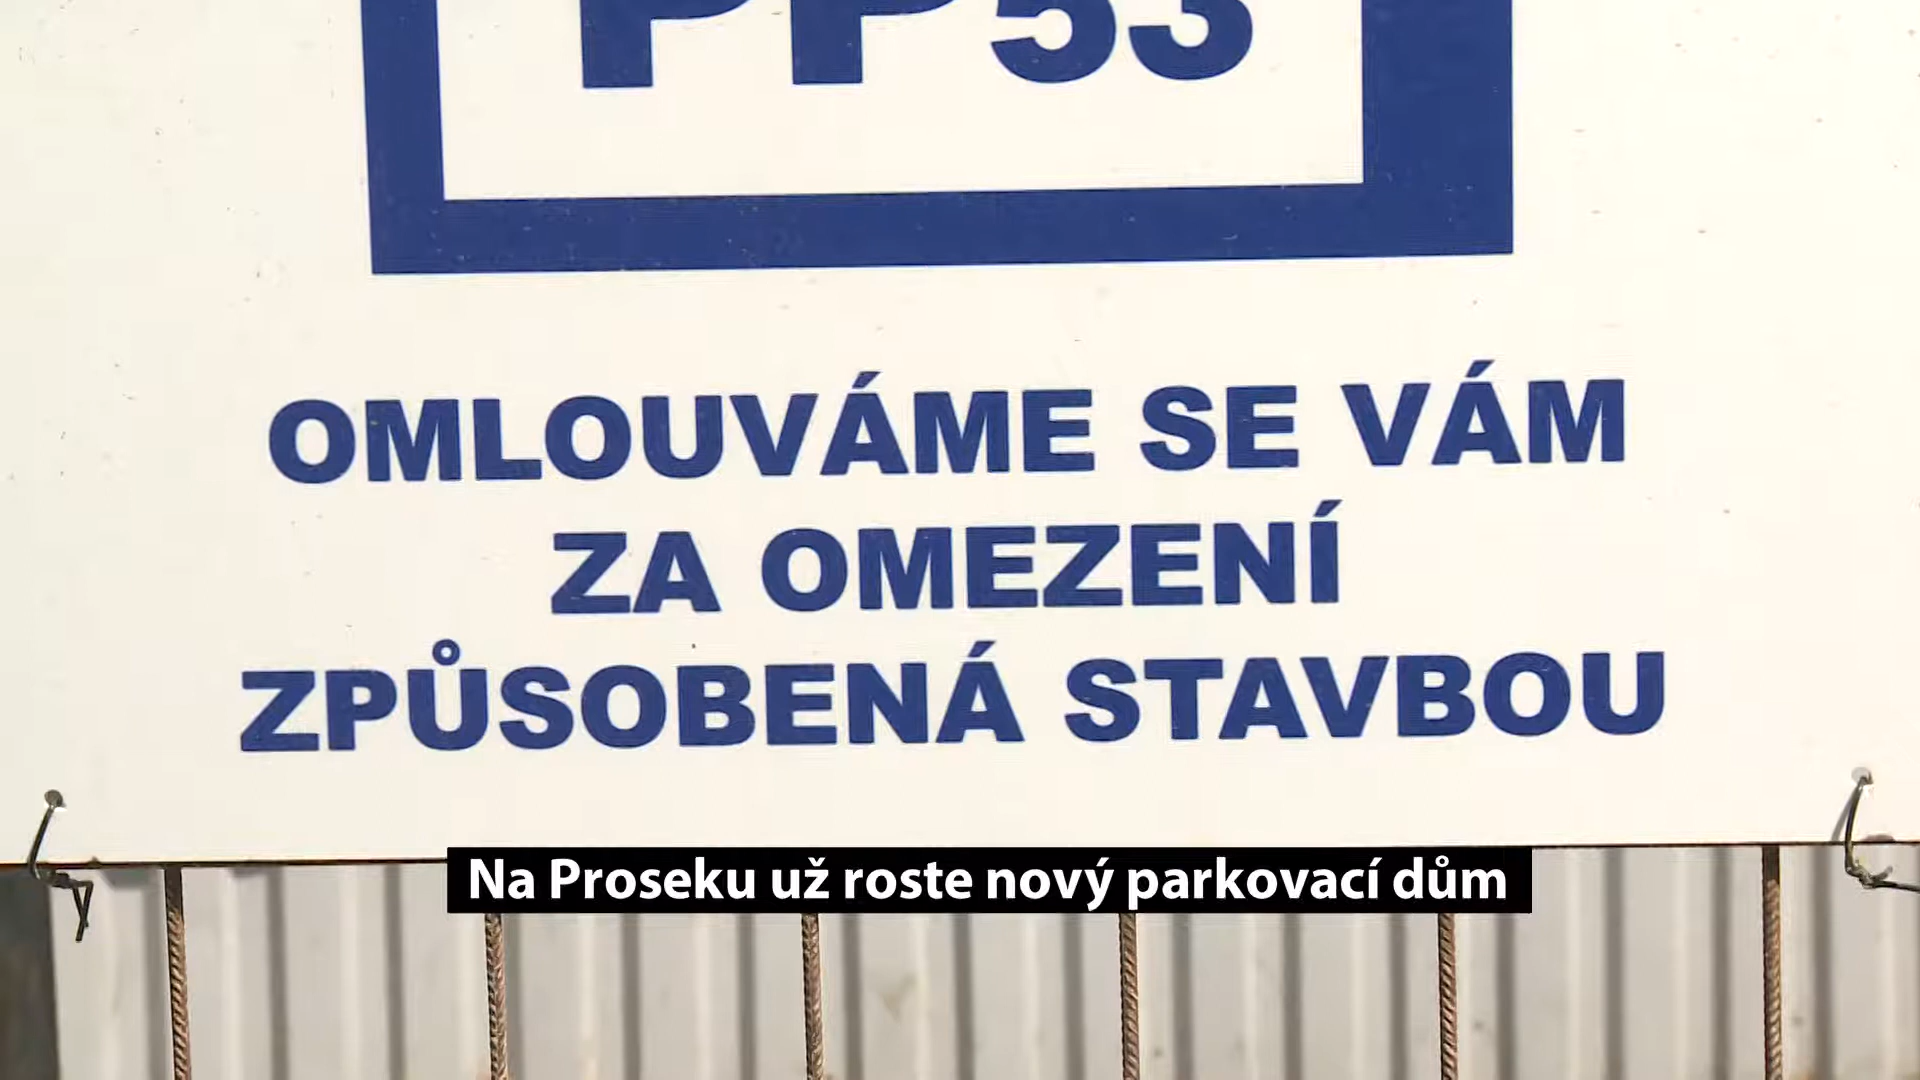 PP53
OMLOUVÁME SE VÁM
ZA OMEZENÍ
ZPŮSOBENÁ STAVBOU
Na Proseku už roste nový parkovací dům